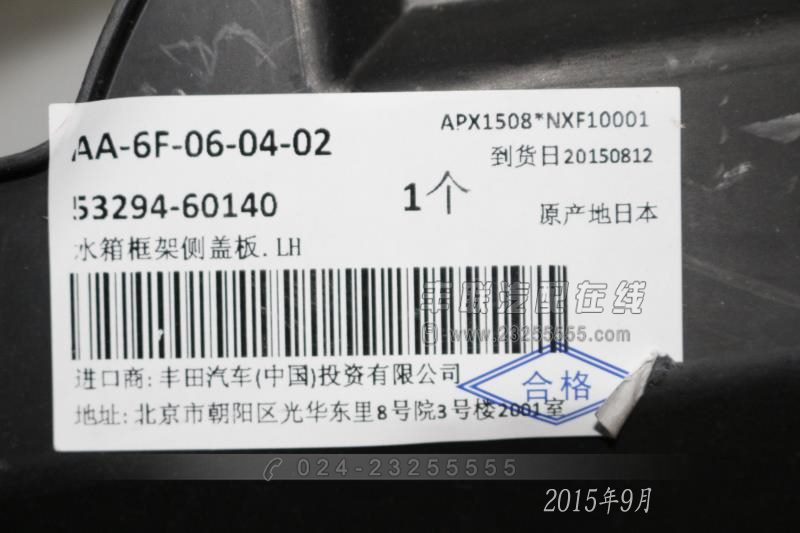 AA-6F-06-04-02
APX1508*NXF10001
到货日20150812
53294-60140
1个
原产地日本
水箱框架侧盖板.LH
丰联汽配在线
www.23255555.com
进口商:丰田汽车(中国)投资有限公司
合格
地址:北京市朝阳区光华东里8号院3号楼2001室
024-23255555
2015年9月